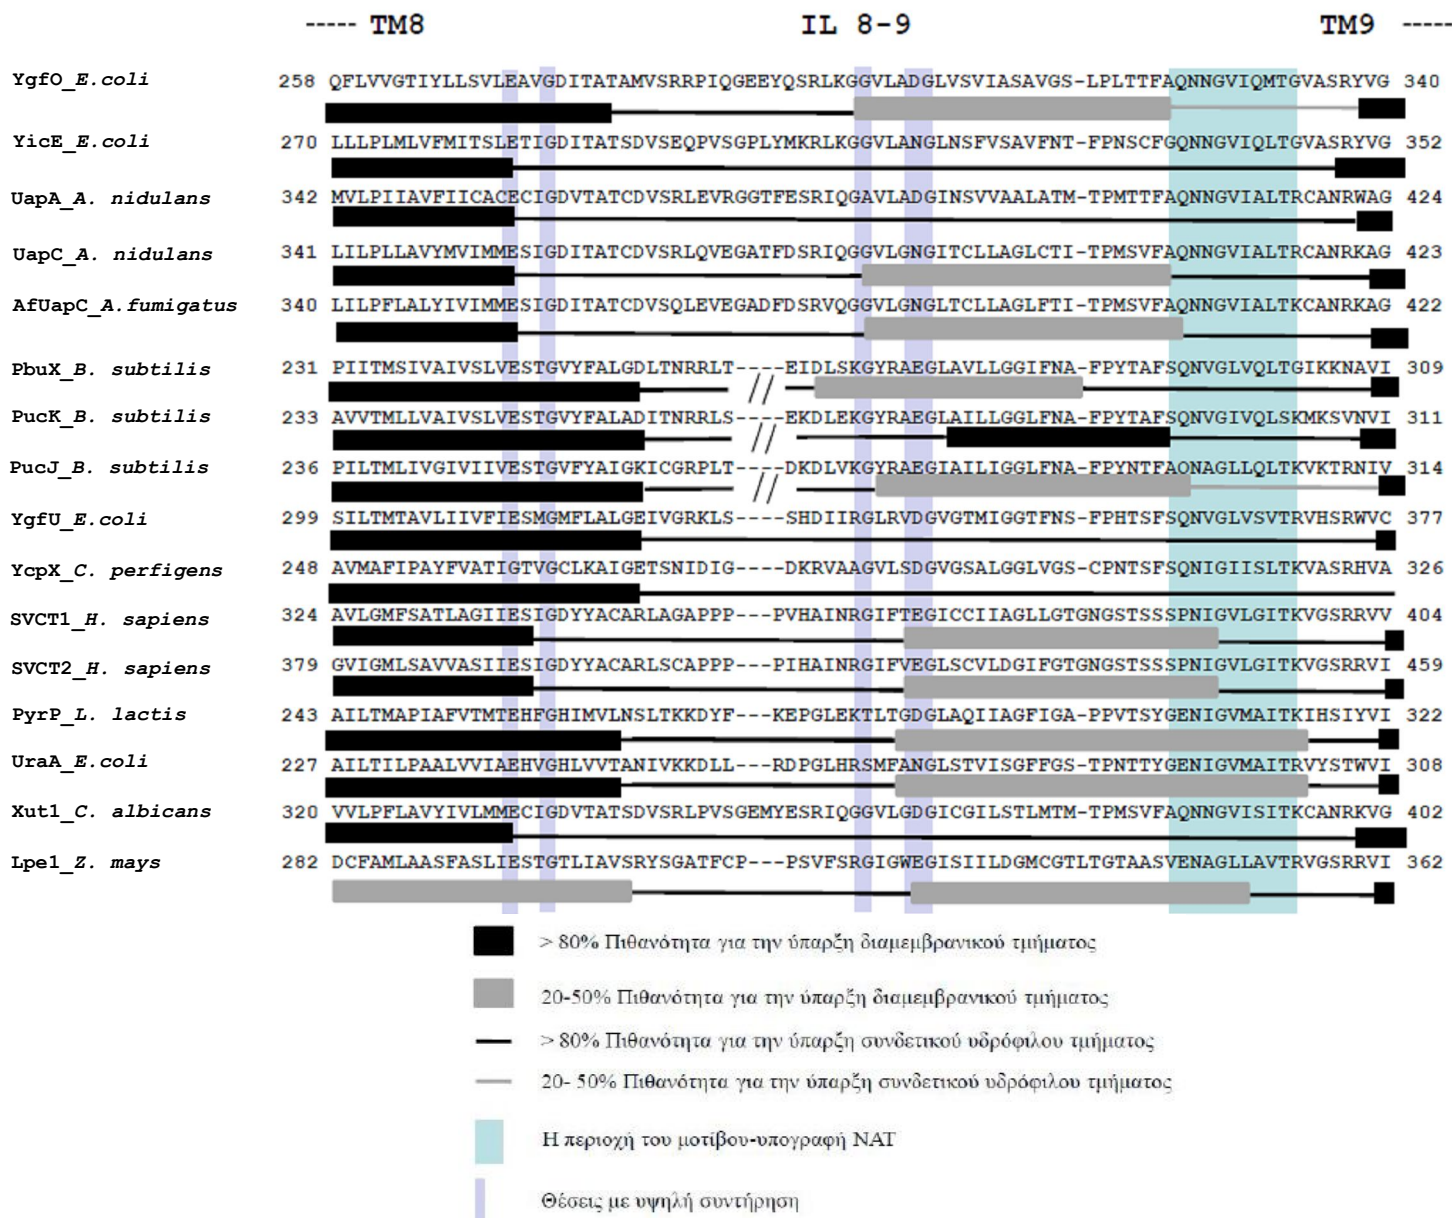 ----- TM8 IL 8-9 TM9 -----
YgfO_E.coli 258 QFLVVGTIYLLSVLEAVGDITATAMVSRRPIQGEEYQSRLKGGVLADGLVSVIASAVGS-LPLTTFAQNNGVIQMTGVASRYVG 340
YicE_E.coli 270 LLLPLMLVFMITSLETIGDITATSDVSEQPVSGPLYMKRLKGGVLANGLNSFVSAVFNT-FPNSCFGQNNGVIQLTGVASRYVG 352
UapA_A. nidulans 342 MVLPIIAVFIICACECIGDVTATCDVSRLEVRGGTFESRIQGAVLADGINSVVAALATM-TPMTTFAQNNGVIALTRCANRWAG 424
UapC_A. nidulans 341 LILPLLAVYMVIMMESIGDITATCDVSRLQVEGATFDSRIQGGVLGNGITCLLAGLCTI-TPMSVFAQNNGVIALTRCANRKAG 423
AfUapC_A.fumigatus 340 LILPFLALYIVIMMESIGDITATCDVSQLEVEGADFDSRVQGGVLGNGLTCLLAGLFTI-TPMSVFAQNNGVIALTKCANRKAG 422
PbuX_B. subtilis 231 PIITMSIVAIVSLVESTGVYFALGDLTNRRLT----EIDLSKGYRAEGLAVLLGGIFNA-FPYTAFSQNVGLVQLTGIKKNAVI 309
//
PucK_B. subtilis 233 AVVTMLLVAIVSLVESTGVYFALADITNRRLS----EKDLEKGYRAEGLAILLGGLFNA-FPYTAFSQNVGIVQLSKMKSVNVI 311
//
PucJ_B. subtilis 236 PILTMLIVGIVIIVESTGVFYAIGKICGRPLT----DKDLVKGYRAEGIAILIGGLFNA-FPYNTFAQNAGLLQLTKVKTRNIV 314
//
YgfU_E.coli 299 SILTMTAVLIIVFIESMGMFLALGEIVGRKLS----SHDIIRGLRVDGVGTMIGGTFNS-FPHTSFSQNVGLVSVTRVHSRWVC 377
YcpX_C. perfigens 248 AVMAFIPAYFVATIGTVGCLKAIGETSNIDIG----DKRVAAGVLSDGVGSALGGLVGS-CPNTSFSQNIGIISLTKVASRHVA 326
SVCT1_H. sapiens 324 AVLGMFSATLAGIIESIGDYYACARLAGAPPP---PVHAINRGIFTEGICCIIAGLLGTGNGSTSSSPNIGVLGITKVGSRRVV 404
SVCT2_H. sapiens 379 GVIGMLSAVVASIIESIGDYYACARLSCAPPP---PIHAINRGIFVEGLSCVLDGIFGTGNGSTSSSPNIGVLGITKVGSRRVI 459
PyrP_L. lactis 243 AILTMAPIAFVTMTEHFGHIMVLNSLTKKDYF---KEPGLEKTLTGDGLAQIIAGFIGA-PPVTSYGENIGVMAITKIHSIYVI 322
UraA_E.coli 227 AILTILPAALVVIAEHVGHLVVTANIVKKDLL--RDPGLHRSMFANGLSTVISGFFGS-TPNTTYGENIGVMAITRVYSTWVI 308
Xut1_C. albicans 320 VVLPFLAVYIVLMMECIGDVTATSDVSRLPVSGEMYESRIQGGVLGDGICGILSTLMTM-TPMSVFAQNNGVISITKCANRKVG 402
Lpe1_Z. mays 282 DCFAMLAASFASLIESTGTLIAVSRYSGATFCP---PSVFSRGIGWEGISIILDGMCGTLTGTAASVENAGLLAVTRVGSRRVI 362
> 80% Πιθανότητα για την ύπαρξη διαμεμβρανικού τμήματος
20-50% Πιθανότητα για την ύπαρξη διαμεμβρανικού τμήματος
> 80% Πιθανότητα για την ύπαρξη συνδετικού υδρόφιλου τμήματος
20- 50% Πιθανότητα για την ύπαρξη συνδετικού υδρόφιλου τμήματος
Η περιοχή του μοτίβου-υπογραφή NAT
Θέσεις με υψηλή συντήρηση